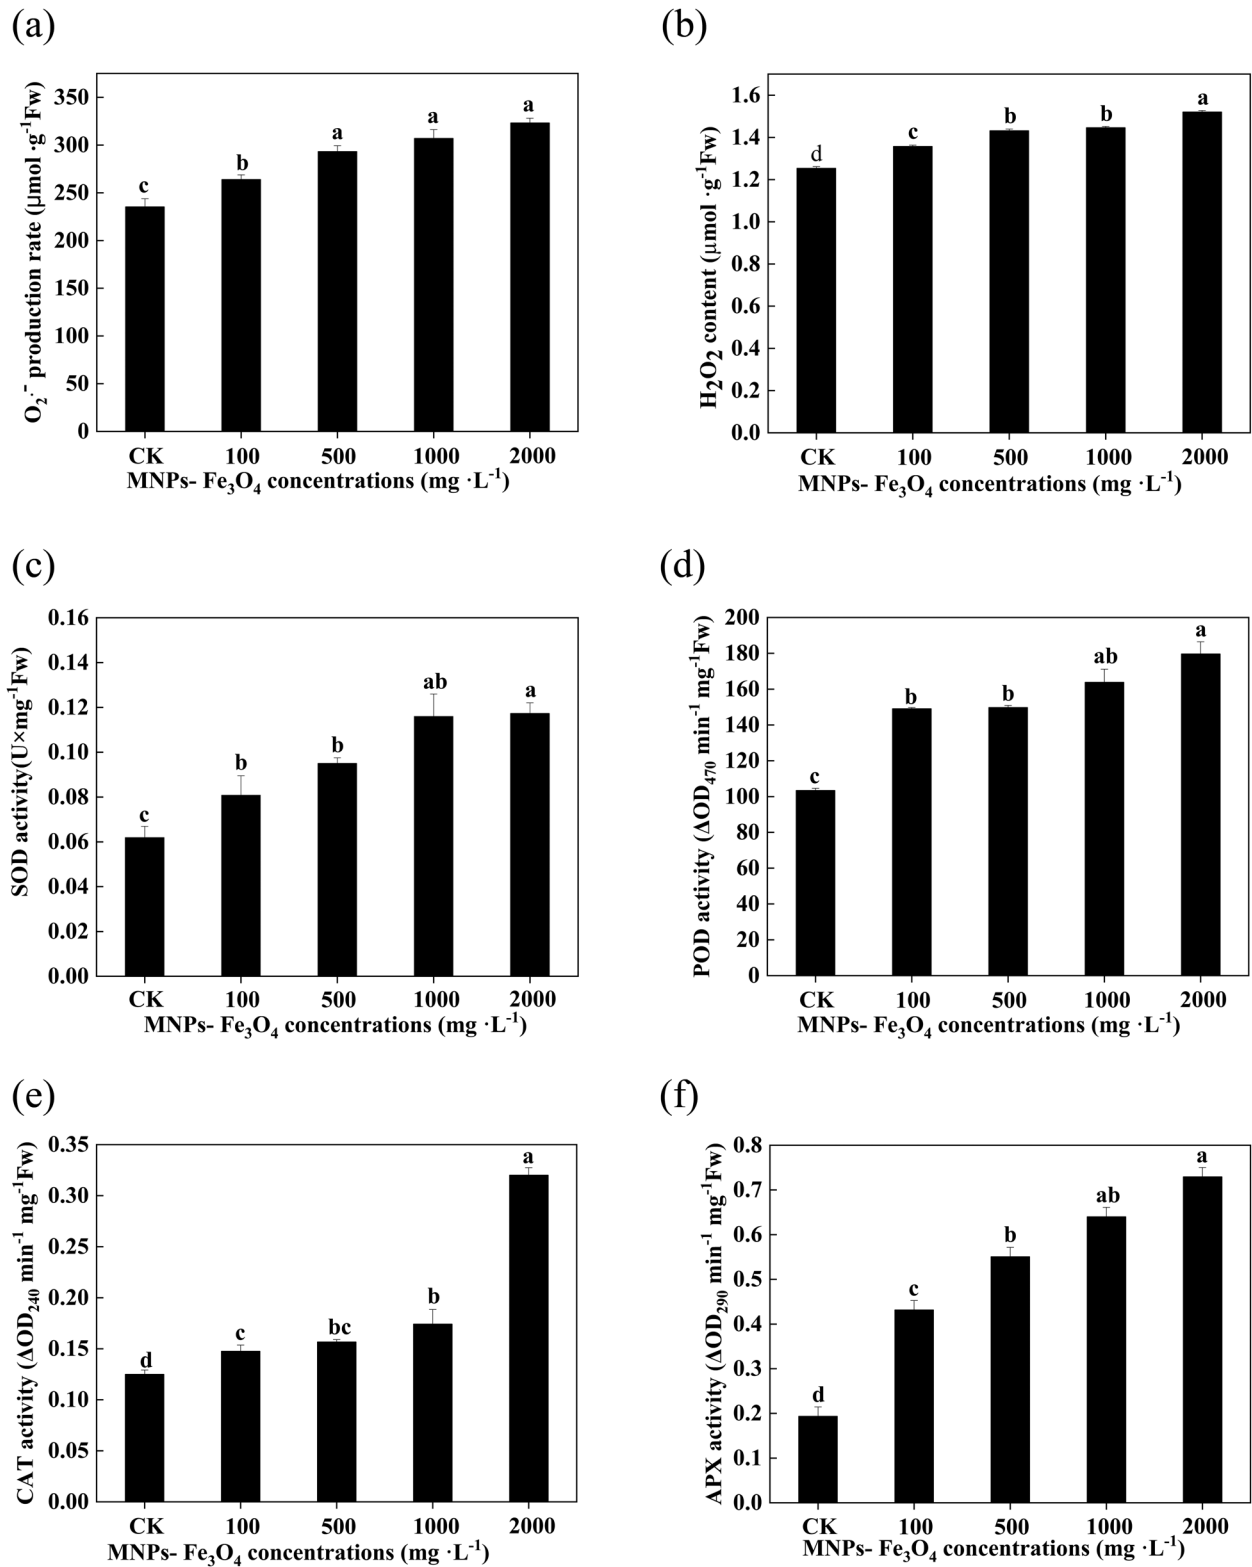 (a)
O₂·⁻ production rate (μmol ·g⁻¹Fw)
350
300
250
200
150
100
50
0
c
b
a
a
a
CK 100 500 1000 2000
MNPs- Fe₃O₄ concentrations (mg ·L⁻¹)
(b)
H₂O₂ content (μmol ·g⁻¹Fw)
1.6
1.4
1.2
1.0
0.8
0.6
0.4
0.2
0.0
d
c
b
b
a
CK 100 500 1000 2000
MNPs- Fe₃O₄ concentrations (mg ·L⁻¹)
(c)
SOD activity(U×mg⁻¹Fw)
0.16
0.14
0.12
0.10
0.08
0.06
0.04
0.02
0.00
c
b
b
ab
a
CK 100 500 1000 2000
MNPs- Fe₃O₄ concentrations (mg ·L⁻¹)
(d)
POD activity (ΔOD₄₇₀ min⁻¹ mg⁻¹Fw)
200
180
160
140
120
100
80
60
40
20
0
c
b
b
ab
a
CK 100 500 1000 2000
MNPs- Fe₃O₄ concentrations (mg ·L⁻¹)
(e)
CAT activity (ΔOD₂₄₀ min⁻¹ mg⁻¹Fw)
0.35
0.30
0.25
0.20
0.15
0.10
0.05
0.00
d
c
bc
b
a
CK 100 500 1000 2000
MNPs- Fe₃O₄ concentrations (mg ·L⁻¹)
(f)
APX activity (ΔOD₂₉₀ min⁻¹ mg⁻¹Fw)
0.8
0.7
0.6
0.5
0.4
0.3
0.2
0.1
0.0
d
c
b
ab
a
CK 100 500 1000 2000
MNPs- Fe₃O₄ concentrations (mg ·L⁻¹)